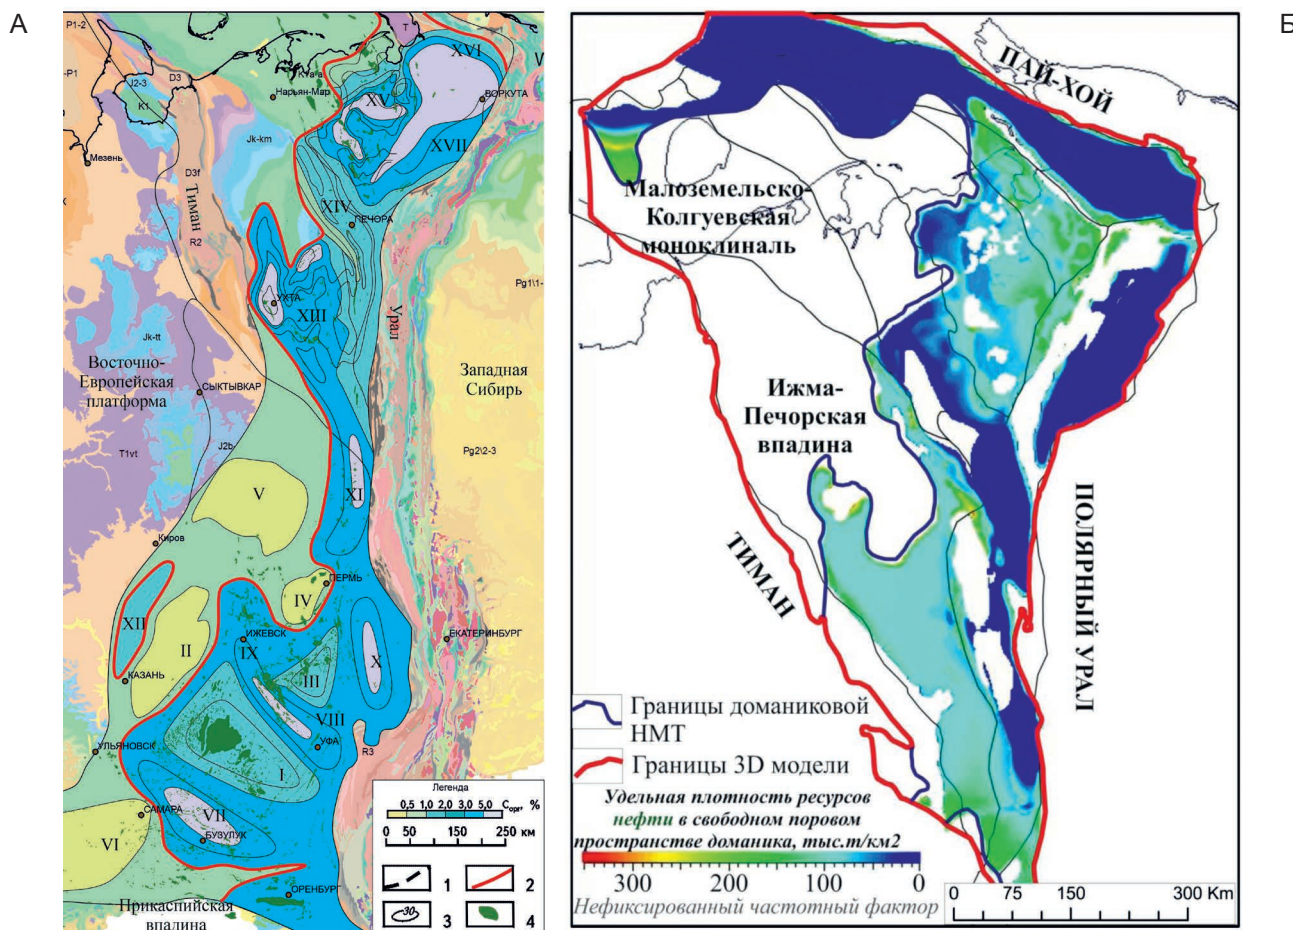 А
P1-2
-P1
J2-3
D3
K1
K1a-a
Нарьян-Мар
T
XVI
V
XV
ВОРКУТА
Мезень
Jk-km
XVII
D3f
Тиман
XIV
ПЕЧОРА
R2
Pg1\1-
УХТА
XIII
Урал
Jk-tt
Восточно-
Европейская
платформа
СЫКТЫВКАР
Западная
Сибирь
T1vt
J2b
Pg2\2-3
V
XI
Киров
ПЕРМЬ
IV
XII
II
ИЖЕВСК
IX
ЕКАТЕРИНБУРГ
III
X
КАЗАНЬ
VIII
УЛЬЯНОВСК
УФА
R3
I
САМАРА
VII
VI
БУЗУЛУК
ОРЕНБУРГ
Прикаспийская
впадина
Легенда
0,5 1,0 2,0 3,0 5,0 Cорг, %
0 50 150 250
км
1
2
30
3
4
Б
ПАЙ-ХОЙ
Малоземельско-
Колгуевская
моноклиналь
Ижма-
Печорская
впадина
ТИМАН
ПОЛЯРНЫЙ УРАЛ
Границы доманиковой
НМТ
Границы 3D модели
Удельная плотность ресурсов
нефти в свободном поровом
пространстве доманика, тыс.т/км2
300 200 100 0
Нефиксированный частотный фактор
0 75 150 300 Km